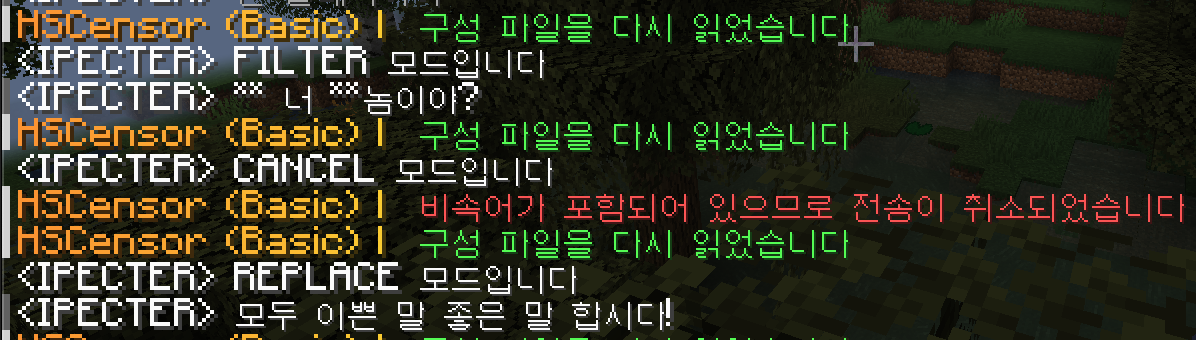 HSCensor (Basic) | 구성 파일을 다시 읽었습니다
<IPECTER> FILTER 모드입니다
<IPECTER> ** 너 **놈이야?
HSCensor (Basic) | 구성 파일을 다시 읽었습니다
<IPECTER> CANCEL 모드입니다
HSCensor (Basic) | 비속어가 포함되어 있으므로 전송이 취소되었습니다
HSCensor (Basic) | 구성 파일을 다시 읽었습니다
<IPECTER> REPLACE 모드입니다
<IPECTER> 모두 이쁜 말 좋은 말 합시다!